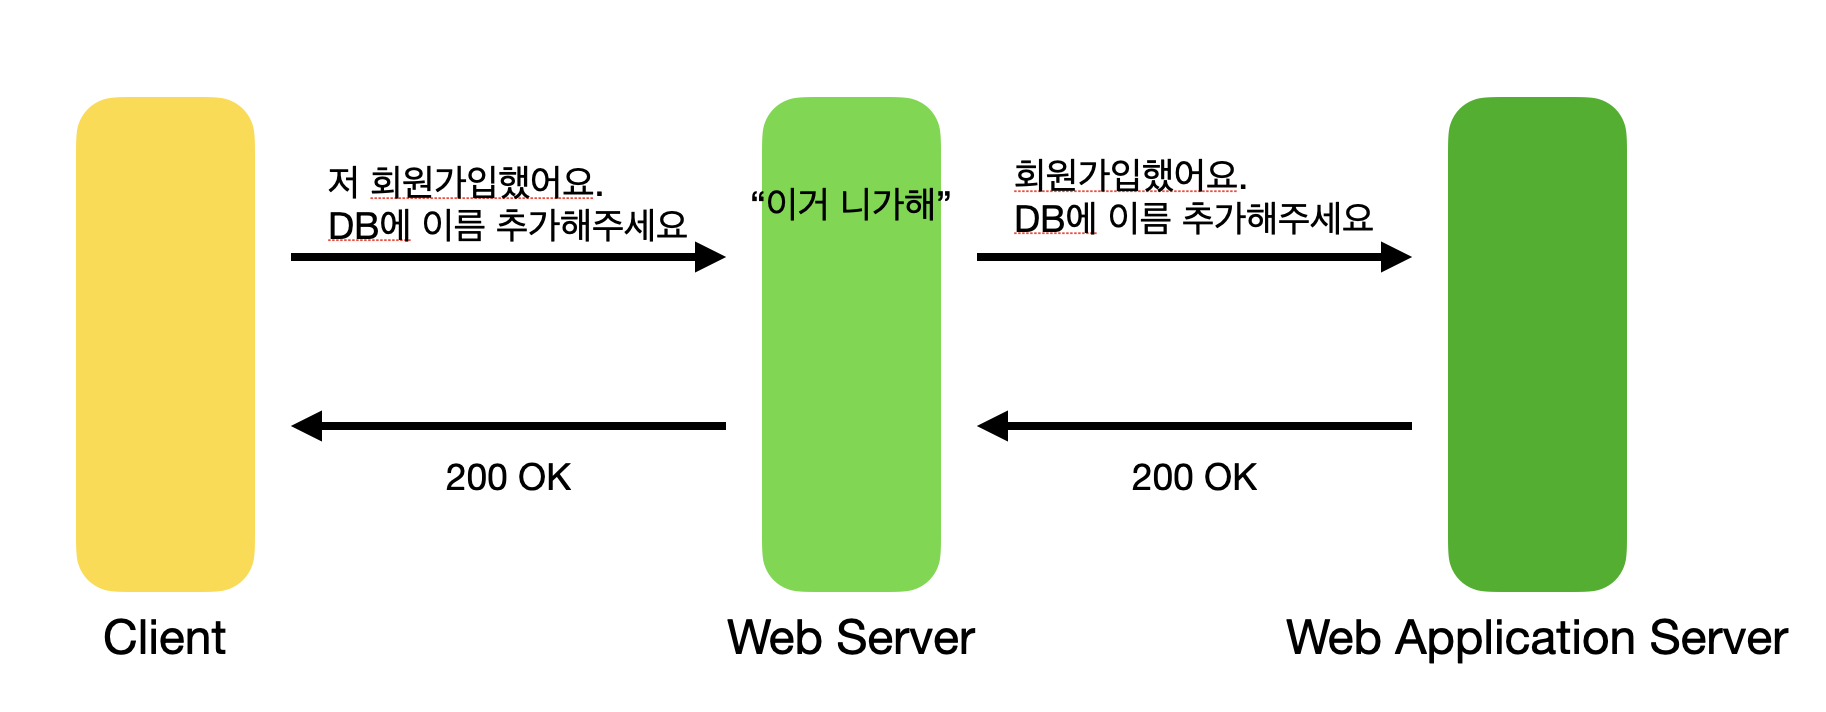 저 회원가입했어요.
DB에 이름 추가해주세요
“이거 니가해”
회원가입했어요.
DB에 이름 추가해주세요
200 OK
200 OK
Client
Web Server
Web Application Server